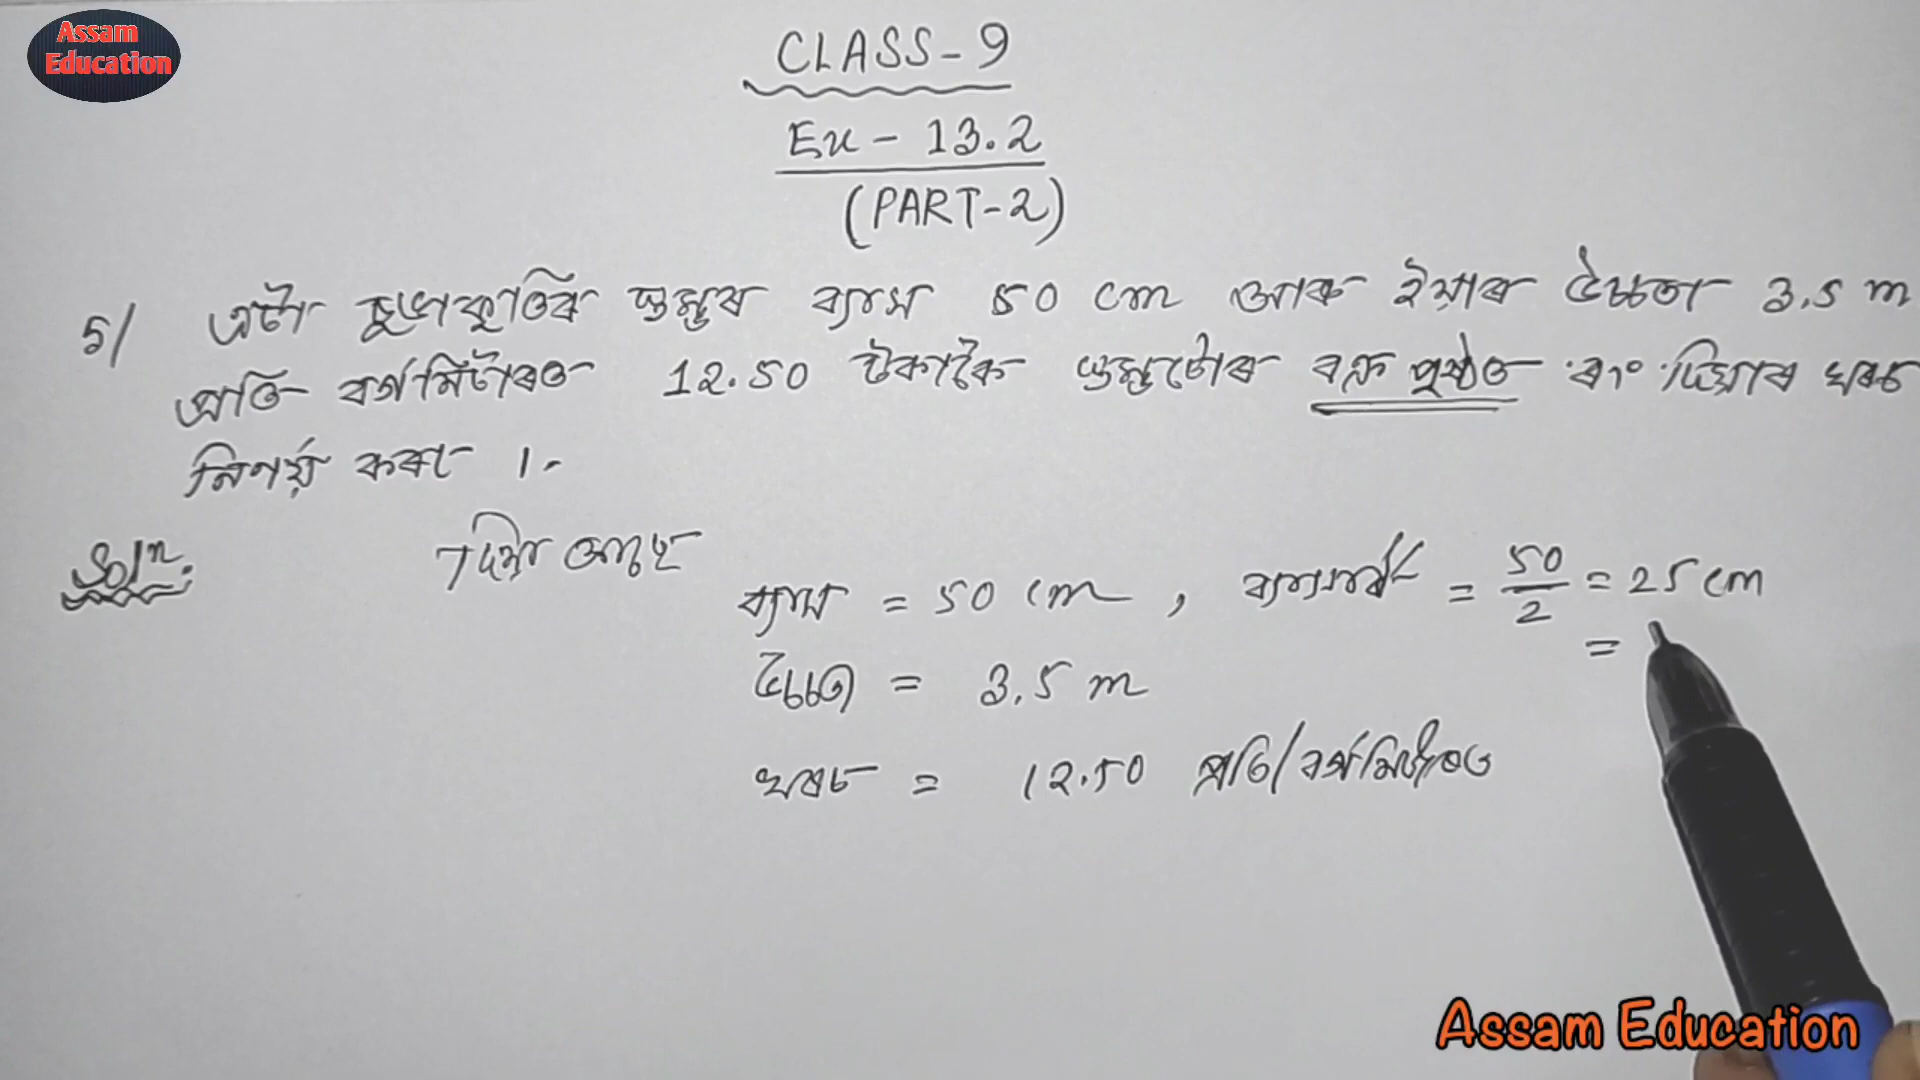 Assam
Education
CLASS-9
Ex - 13.2
(PART-2)
5/ এটা চুঙাকৃতিৰ স্তম্ভৰ ব্যাস 50 cm আৰু ইয়াৰ উচ্চতা 3.5 m
প্ৰতি বৰ্গমিটাৰত 12.50 টকাকৈ স্তম্ভটোৰ বক্ৰ পৃষ্ঠত ৰং দিয়াৰ খৰচ
নিৰ্ণয় কৰা ।-
Solⁿ. দিয়া আছে
ব্যাস = 50 cm , ব্যাসাৰ্ধ = 50/2 = 25 cm
=
উচ্চতা = 3.5 m
খৰচ = 12.50 প্ৰতি/বৰ্গমিটাৰত
Assam Education